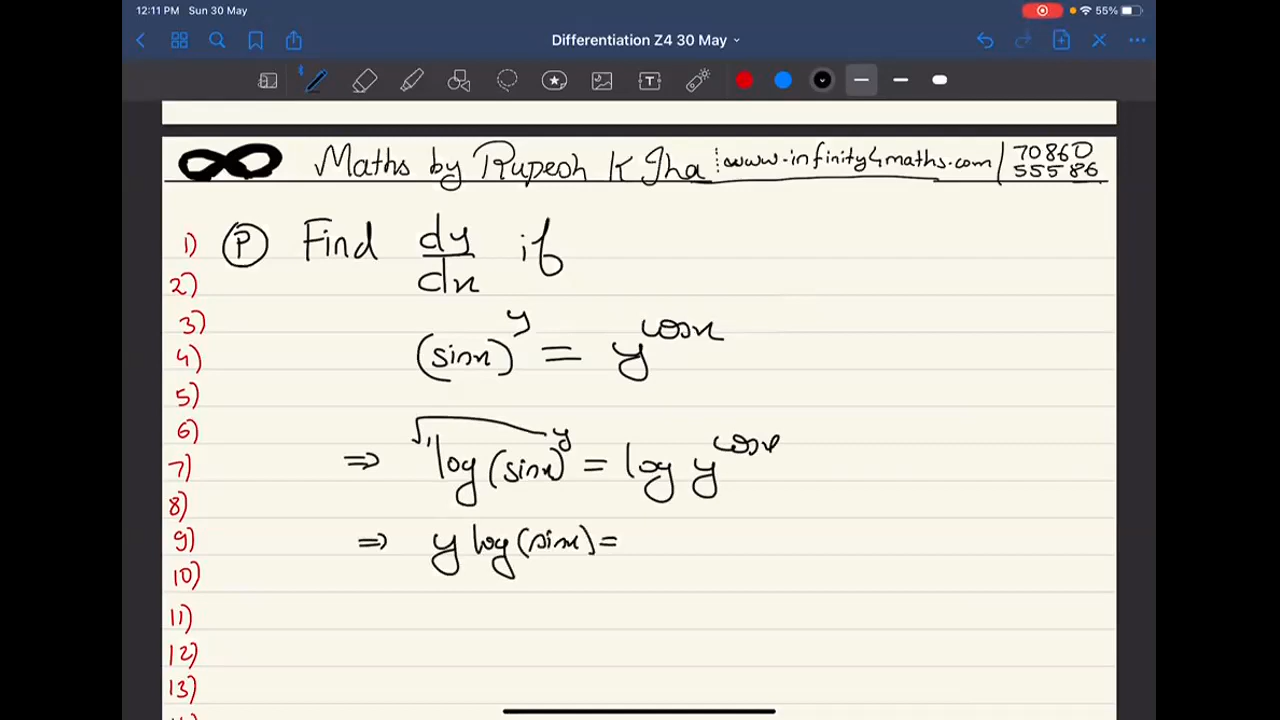 12:11 PM Sun 30 May 55%
Differentiation Z4 30 May
∞ Maths by Rupesh K Jha www.infinity4maths.com 70860 55586
1) P Find dy/dx if
2)
3)
4) (sinx)^y = y^cosx
5)
6)
7) ⇒ log(sinx)^y = log y^cosx
8)
9) ⇒ y log(sinx) =
10)
11)
12)
13)